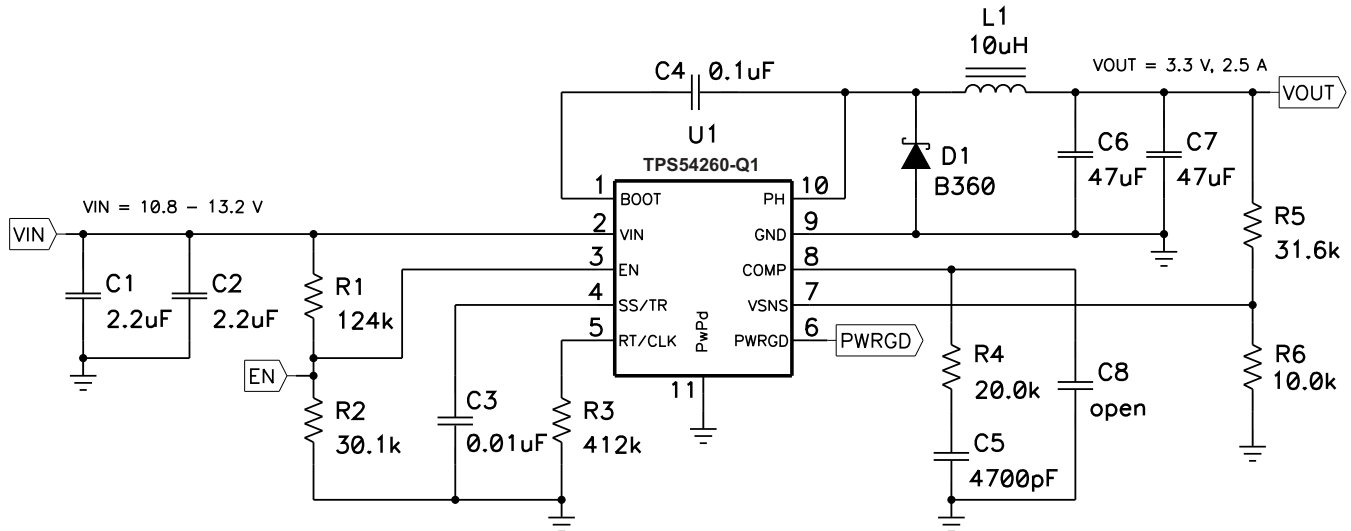 L1
10uH
C4 0.1uF
VOUT = 3.3 V, 2.5 A
VOUT
U1
TPS54260-Q1
D1
B360
C6
47uF
C7
47uF
R5
31.6k
1 BOOT
PH 10
VIN = 10.8 – 13.2 V
VIN
2 VIN
GND 9
3 EN
COMP 8
4 SS/TR
VSNS 7
5 RT/CLK
PWRGD 6
PwPd
11
PWRGD
C1
2.2uF
C2
2.2uF
R1
124k
EN
R2
30.1k
C3
0.01uF
R3
412k
R4
20.0k
C8
open
R6
10.0k
C5
4700pF